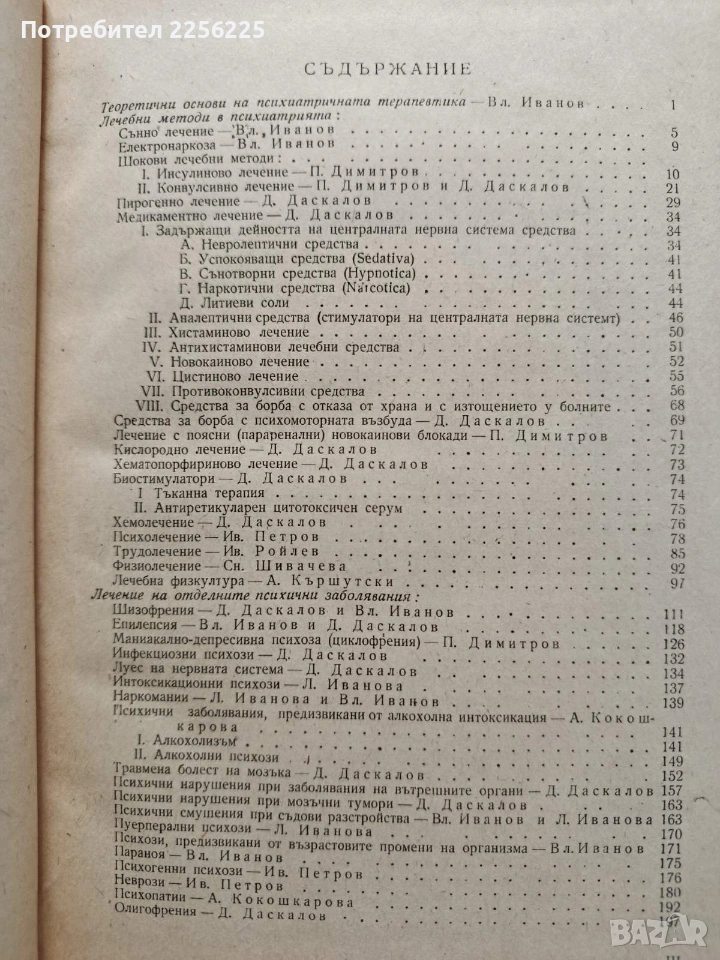 Потребител 2256225
СЪДЪРЖАНИЕ
Теоретични основи на психиатричната терапевтика — Вл. Иванов . . . . 1
Лечебни методи в психиатрията:
Сънно лечение — Вл. Иванов . . . . 5
Електронаркоза — Вл. Иванов . . . . 9
Шокови лечебни методи: . . . .
I. Инсулиново лечение — П. Димитров . . . . 10
II. Конвулсивно лечение — П. Димитров и Д. Даскалов . . . . 21
Пирогенно лечение — Д. Даскалов . . . . 29
Медикаментно лечение — Д. Даскалов . . . . 34
I. Задържащи дейността на централната нервна система средства . . . . 34
А. Невролептични средства . . . . 34
Б. Успокояващи средства (Sedativa) . . . . 41
В. Сънотворни средства (Hypnotica) . . . . 41
Г. Наркотични средства (Narcotica) . . . . 44
Д. Литиеви соли . . . . 44
II. Аналептични средства (стимулатори на централната нервна системт) . . 46
III. Хистаминово лечение . . . . 50
IV. Антихистаминови лечебни средства . . . . 51
V. Новокаиново лечение . . . . 52
VI. Цистиново лечение . . . . 55
VII. Противоконвулсивни средства . . . . 56
VIII. Средства за борба с отказа от храна и с изтощението у болните . . . . 68
Средства за борба с психомоторната възбуда — Д. Даскалов . . . . 69
Лечение с поясни (параренални) новокаинови блокади — П. Димитров . . 71
Кислородно лечение — Д. Даскалов . . . . 72
Хематопорфириново лечение — Д. Даскалов . . . . 73
Биостимулатори — Д. Даскалов . . . . 74
I Тъканна терапия . . . . 74
II. Антиретикуларен цитотоксичен серум . . . . 75
Хемолечение — Д. Даскалов . . . . 76
Психолечение — Ив. Петров . . . . 78
Трудолечение — Ив. Ройлев . . . . 85
Физиолечение — Сн. Шивачева . . . . 92
Лечебна физкултура — А. Кършутски . . . . 97
Лечение на отделните психични заболявания:
Шизофрения — Д. Даскалов и Вл. Иванов . . . . 111
Епилепсия — Вл. Иванов и Д. Даскалов . . . . 118
Маниакално-депресивна психоза (циклофрения) — П. Димитров . . . . 126
Инфекциозни психози — Д. Даскалов . . . . 132
Луес на нервната система — Д. Даскалов . . . . 134
Интоксикационни психози — Л. Иванова . . . . 137
Наркомании — Л. Иванова и Вл. Иванов . . . . 139
Психични заболявания, предизвикани от алкохолна интоксикация — А. Кокош-
карова . . . . 141
I. Алкохолизъм . . . . 141
II. Алкохолни психози . . . . 149
Травмена болест на мозъка — Д. Даскалов . . . . 152
Психични нарушения при заболявания на вътрешните органи — Д. Даскалов 157
Психични нарушения при мозъчни тумори — Д. Даскалов . . . . 163
Психични смушения при съдови разстройства — Вл. Иванов и Л. Иванова 163
Пуерперални психози — Л. Иванова . . . . 170
Психози, предизвикани от възрастовите промени на организма — Вл. Иванов . . 171
Параноя — Вл. Иванов . . . . 175
Психогенни психози — Ив. Петров . . . . 176
Неврози — Ив. Петров . . . . 180
Психопатии — А. Кокошкарова . . . . 192
Олигофрения — Д. Даскалов . . . . 197
III
BAZAR